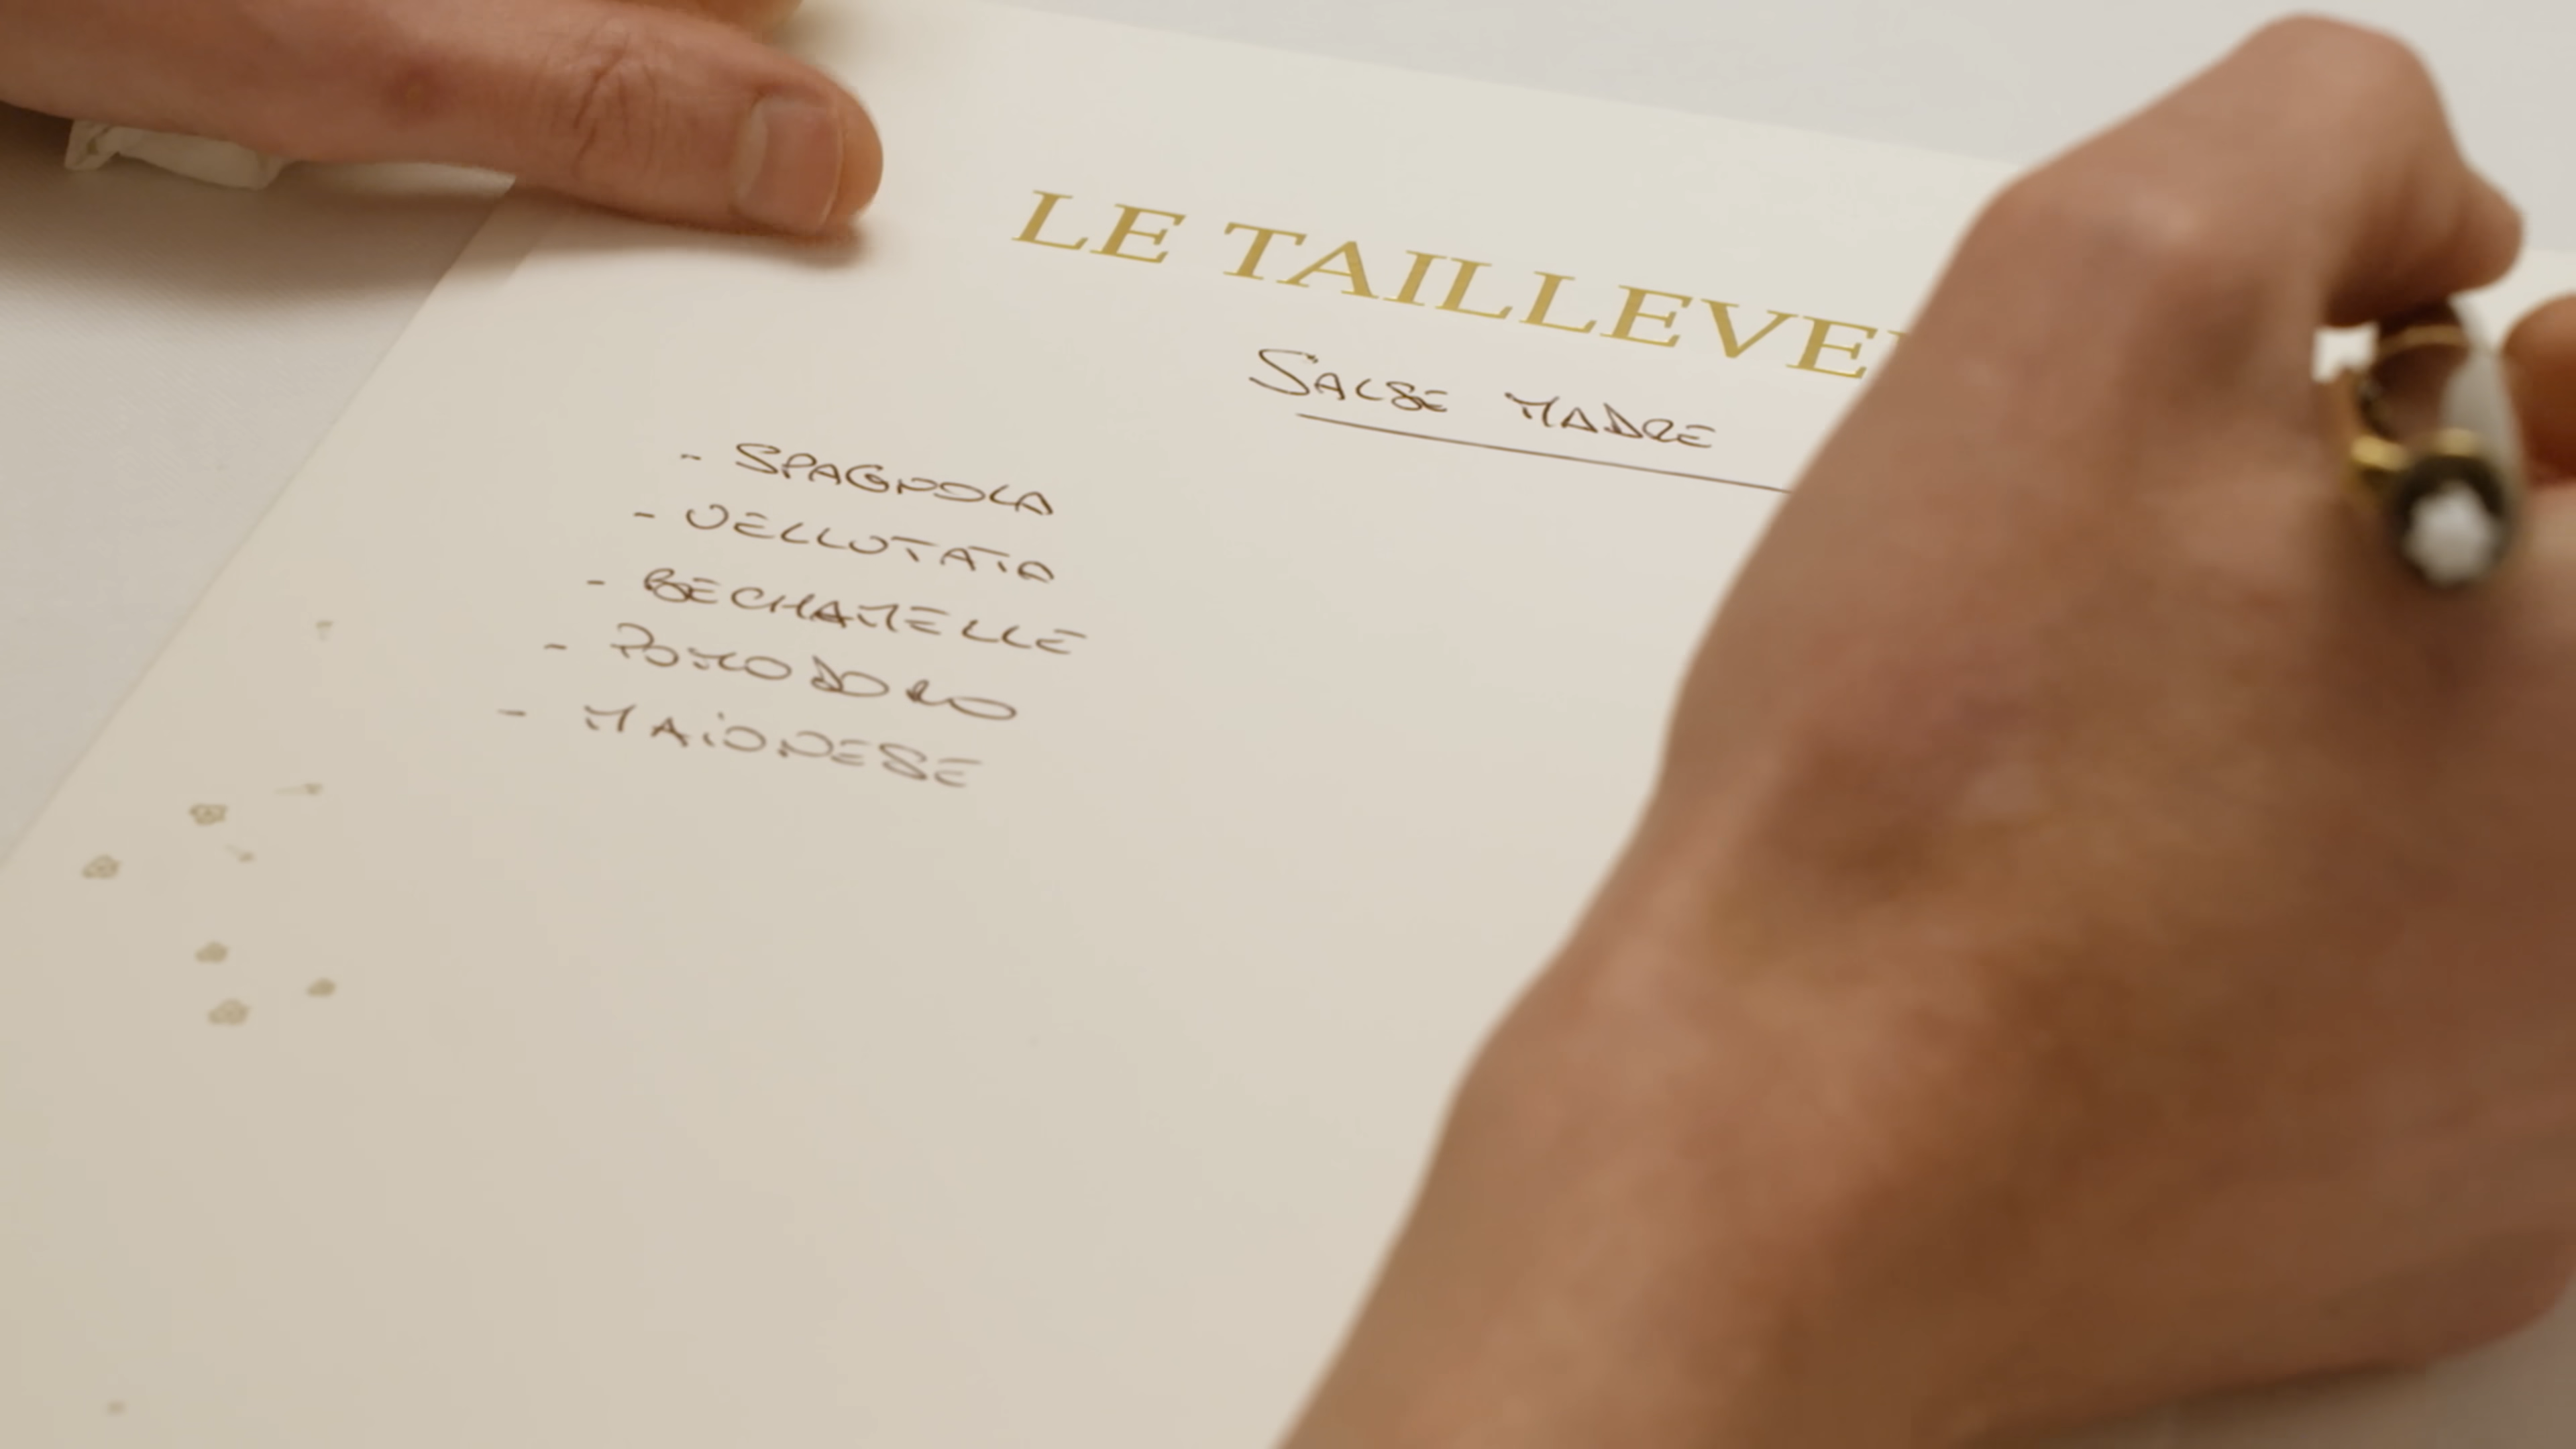 LE TAILLEVE
SALSE MADRE
- SPAGNOLA
- VELLUTATA
- BECHAMELLE
- POMODORO
- MAIONESE